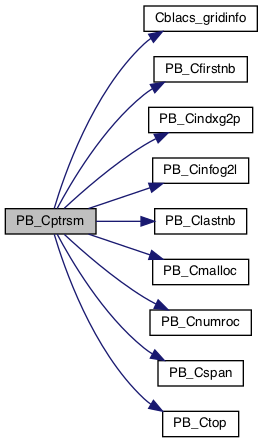 Cblacs_gridinfo
PB_Cfirstnb
PB_Cindxg2p
PB_Cinfog2l
PB_Cptrsm
PB_Clastnb
PB_Cmalloc
PB_Cnumroc
PB_Cspan
PB_Ctop